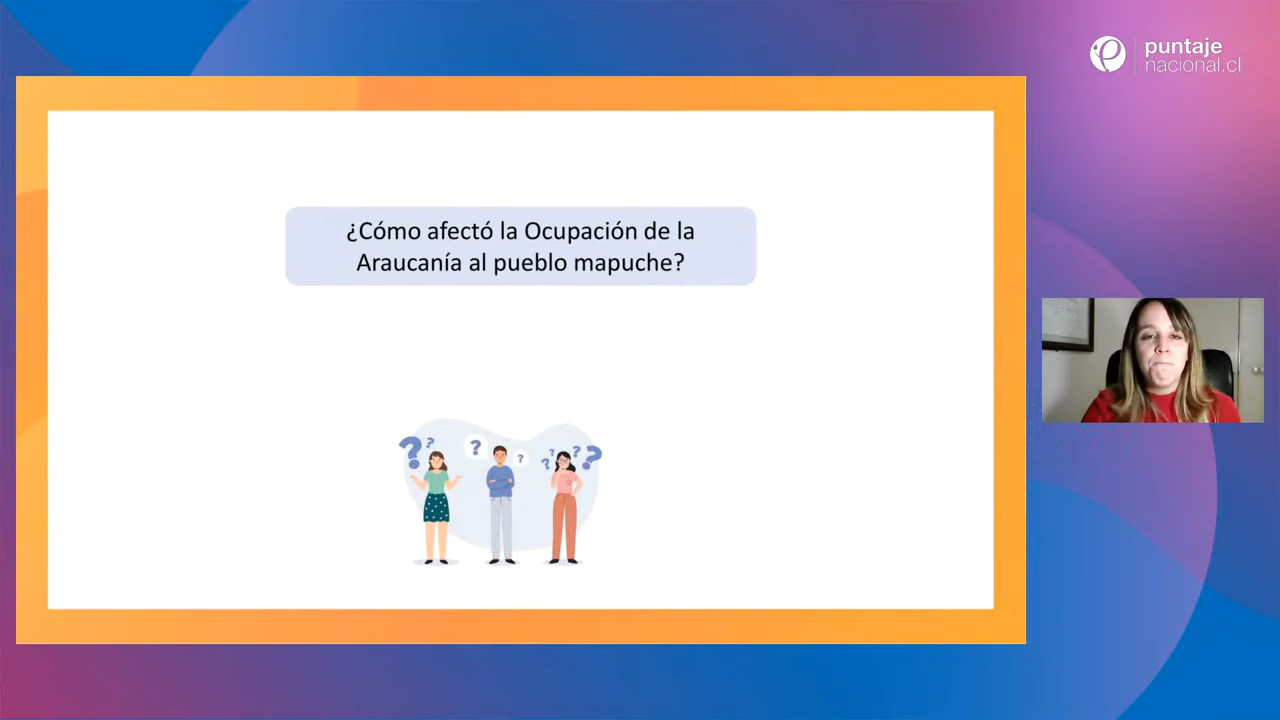 puntaje
nacional.cl
¿Cómo afectó la Ocupación de la
Araucanía al pueblo mapuche?
? ? ? ? ? ? ? ?